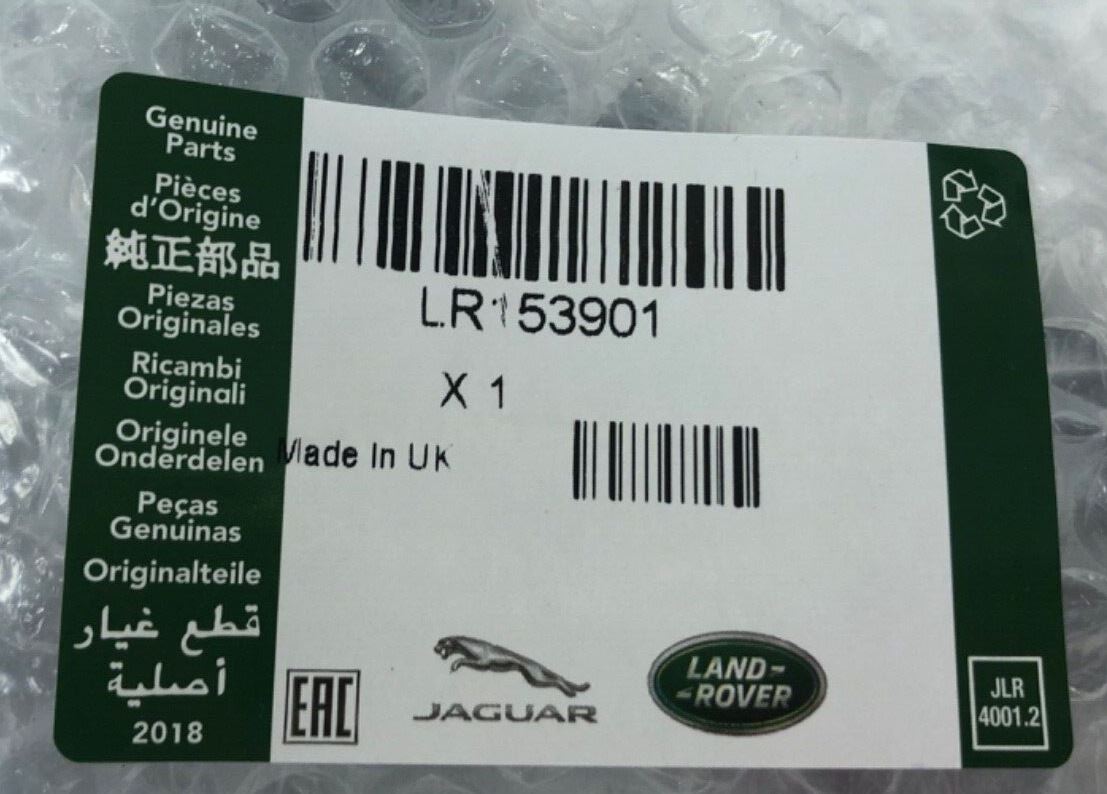 Genuine
Parts
Pièces
d'Origine
純正部品
Piezas
Originales
Ricambi
Originali
Originele
Onderdelen
Peças
Genuinas
Originalteile
قطع غيار
أصلية
2018
LR153901
X 1
Made In UK
EAC
JAGUAR
LAND-
-ROVER
JLR
4001.2